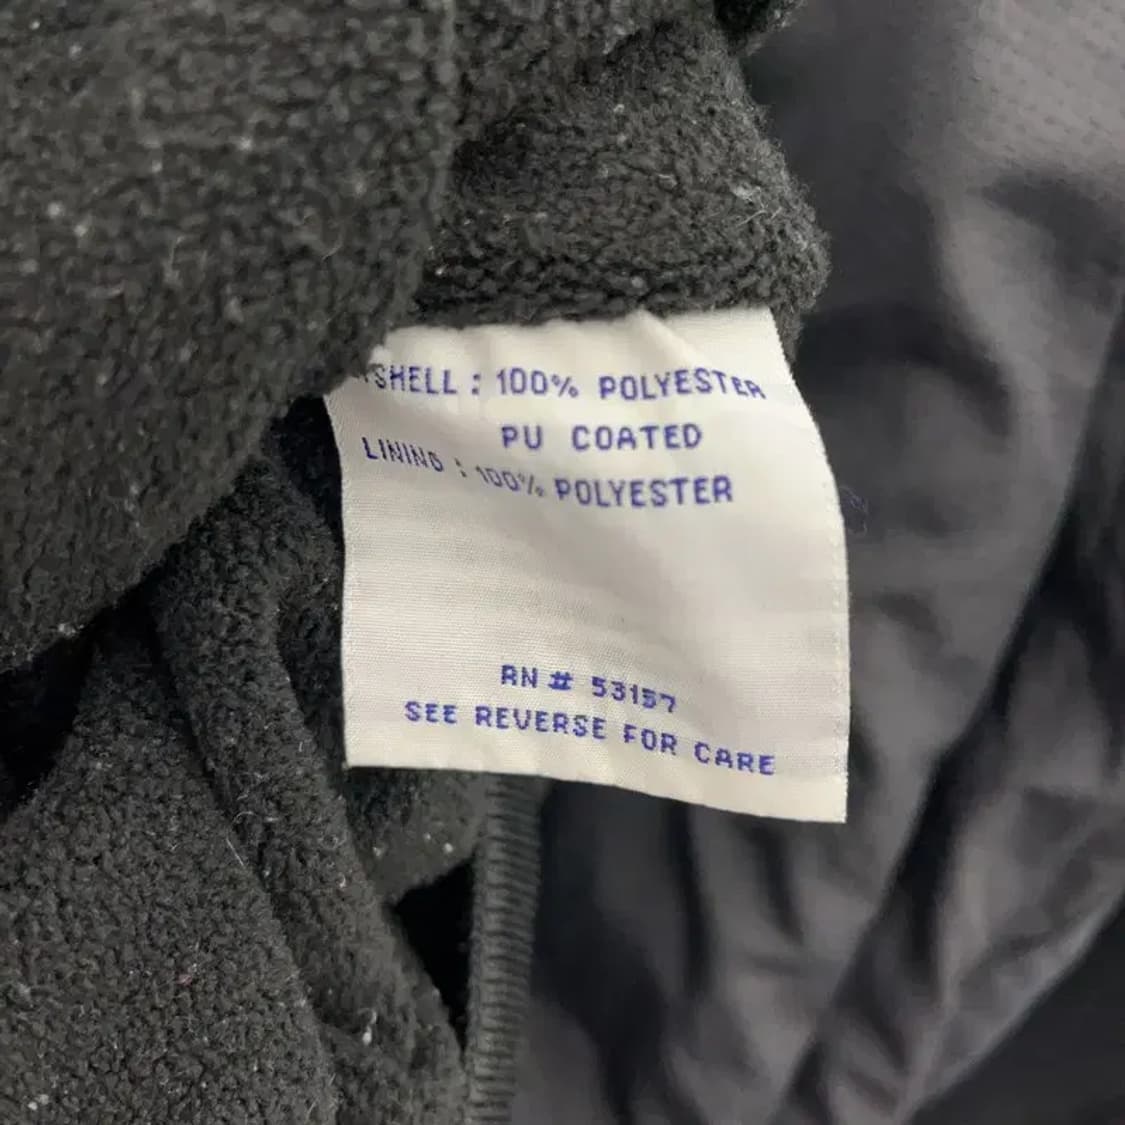 SHELL : 100% POLYESTER
PU COATED
LINING : 100% POLYESTER
RN # 53157
SEE REVERSE FOR CARE